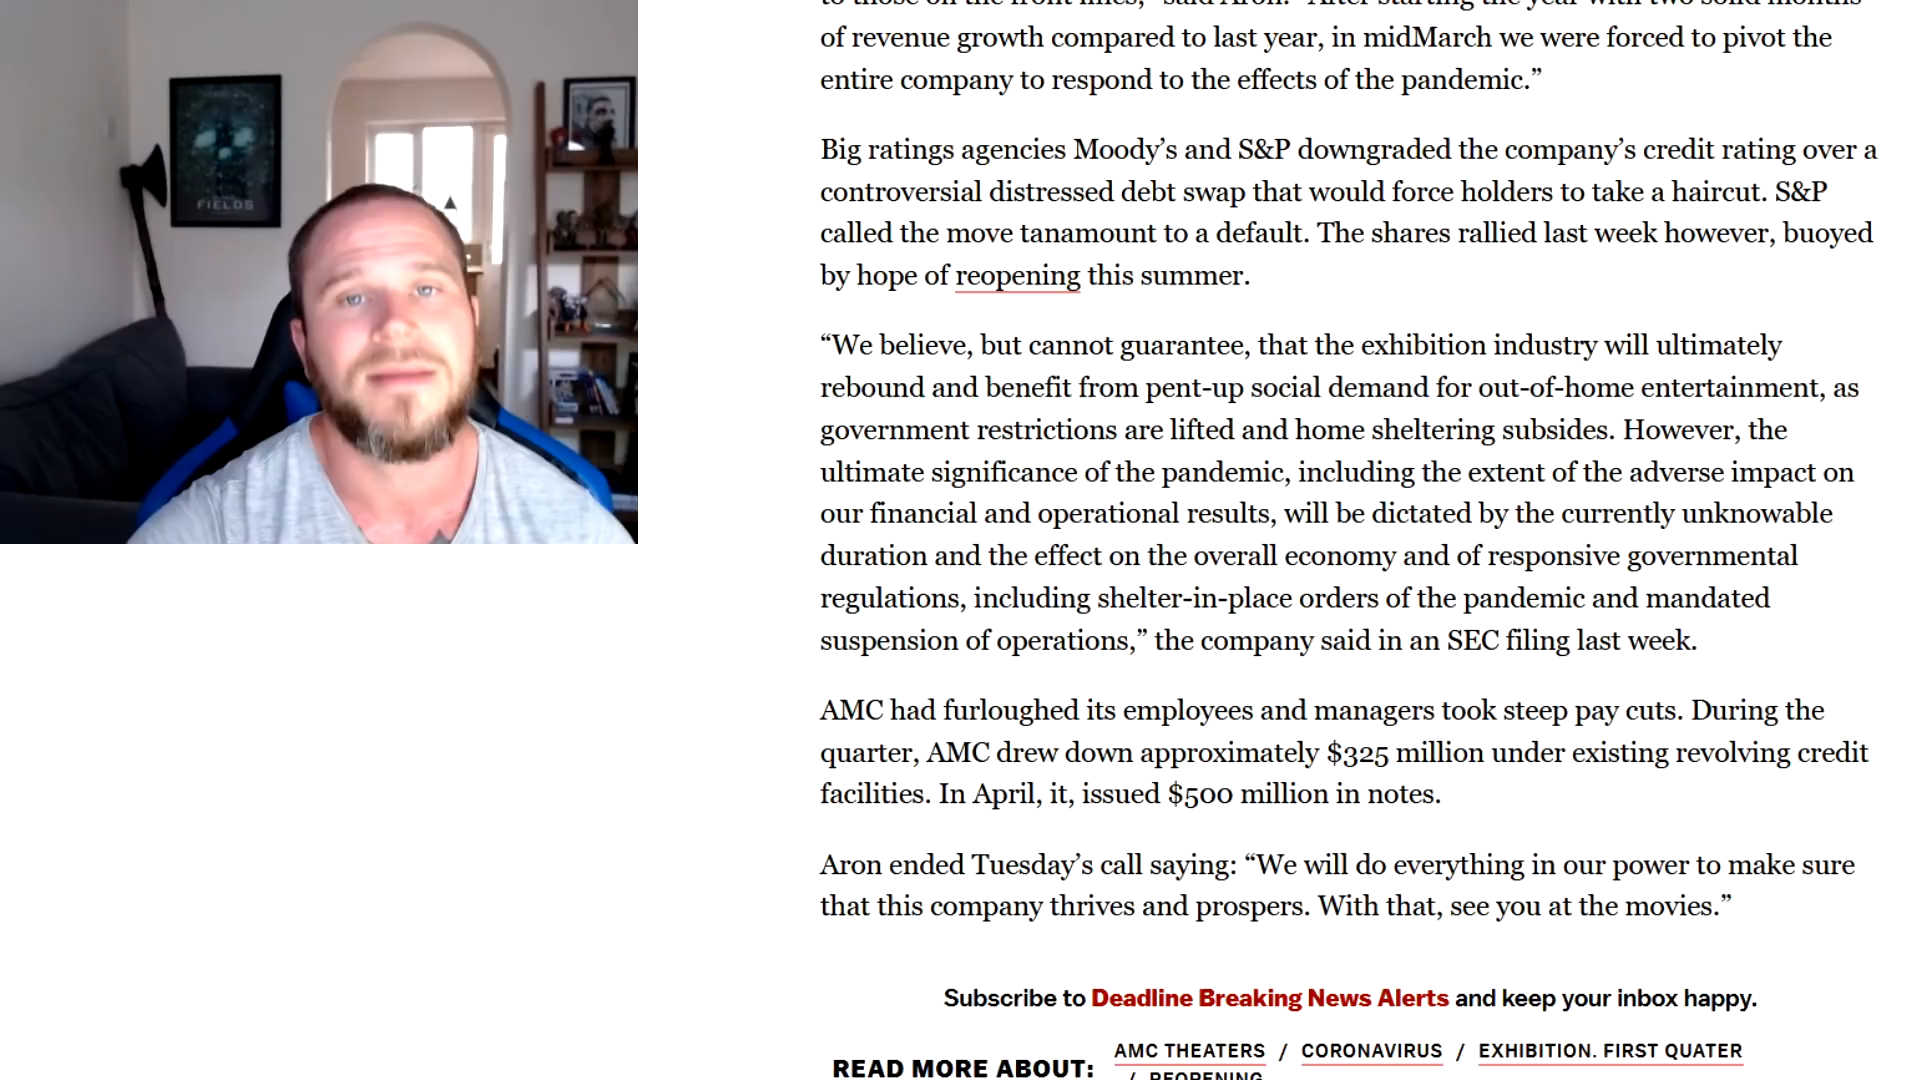 FIELDS
of revenue growth compared to last year, in midMarch we were forced to pivot the
entire company to respond to the effects of the pandemic.”
Big ratings agencies Moody’s and S&P downgraded the company’s credit rating over a
controversial distressed debt swap that would force holders to take a haircut. S&P
called the move tanamount to a default. The shares rallied last week however, buoyed
by hope of reopening this summer.
“We believe, but cannot guarantee, that the exhibition industry will ultimately
rebound and benefit from pent-up social demand for out-of-home entertainment, as
government restrictions are lifted and home sheltering subsides. However, the
ultimate significance of the pandemic, including the extent of the adverse impact on
our financial and operational results, will be dictated by the currently unknowable
duration and the effect on the overall economy and of responsive governmental
regulations, including shelter-in-place orders of the pandemic and mandated
suspension of operations,” the company said in an SEC filing last week.
AMC had furloughed its employees and managers took steep pay cuts. During the
quarter, AMC drew down approximately $325 million under existing revolving credit
facilities. In April, it, issued $500 million in notes.
Aron ended Tuesday’s call saying: “We will do everything in our power to make sure
that this company thrives and prospers. With that, see you at the movies.”
Subscribe to Deadline Breaking News Alerts and keep your inbox happy.
READ MORE ABOUT: AMC THEATERS / CORONAVIRUS / EXHIBITION. FIRST QUATER
/ REOPENING